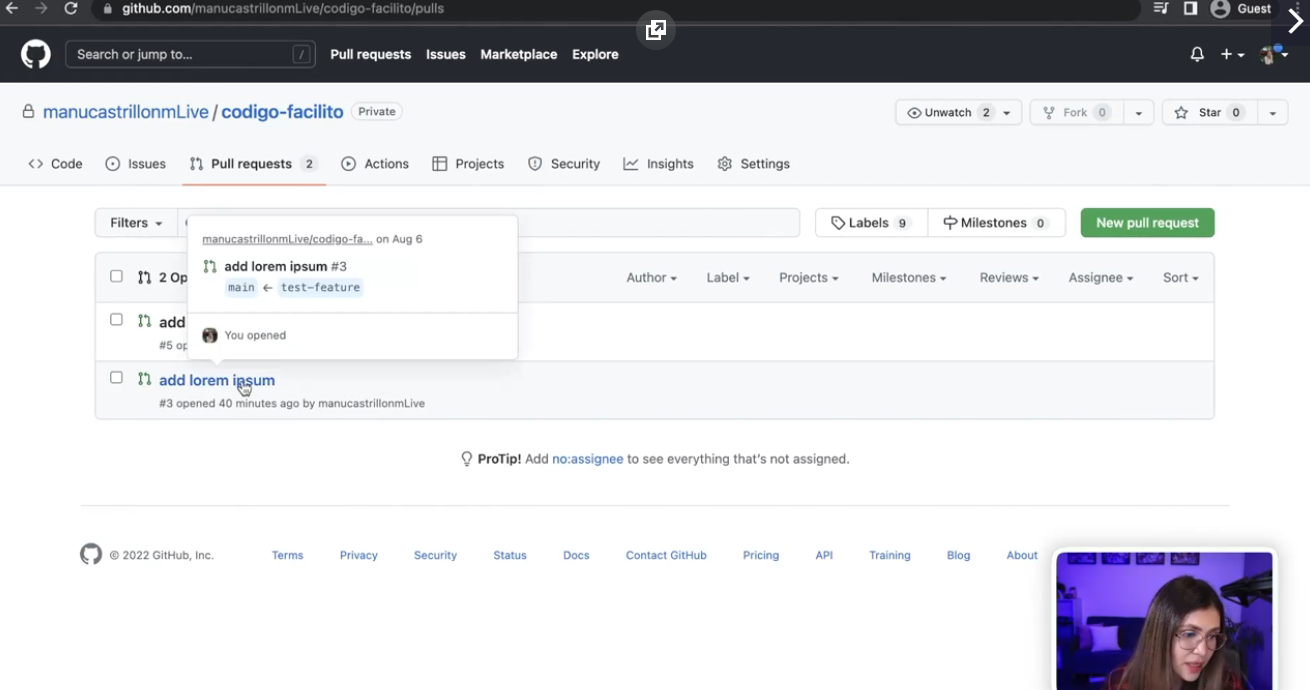 github.com/manucastrillonmLive/codigo-facilito/pulls
Guest
Search or jump to... /
Pull requests Issues Marketplace Explore
manucastrillonmLive / codigo-facilito Private
Unwatch 2 Fork 0 Star 0
Code Issues Pull requests 2 Actions Projects Security Insights Settings
Filters
Labels 9 Milestones 0 New pull request
manucastrillonmLive/codigo-fa... on Aug 6
add lorem ipsum #3
main ← test-feature
You opened
2 Op
Author Label Projects Milestones Reviews Assignee Sort
add
#5 op
add lorem ipsum
#3 opened 40 minutes ago by manucastrillonmLive
ProTip! Add no:assignee to see everything that's not assigned.
© 2022 GitHub, Inc. Terms Privacy Security Status Docs Contact GitHub Pricing API Training Blog About